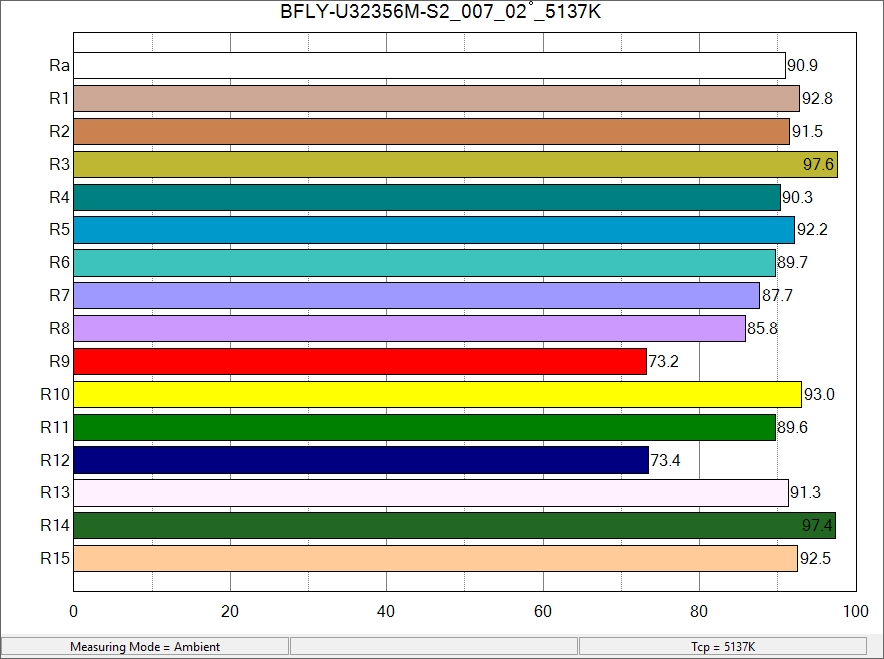 BFLY-U32356M-S2_007_02˚_5137K
Ra 90.9
R1 92.8
R2 91.5
R3 97.6
R4 90.3
R5 92.2
R6 89.7
R7 87.7
R8 85.8
R9 73.2
R10 93.0
R11 89.6
R12 73.4
R13 91.3
R14 97.4
R15 92.5
0 20 40 60 80 100
Measuring Mode = Ambient Tcp = 5137K